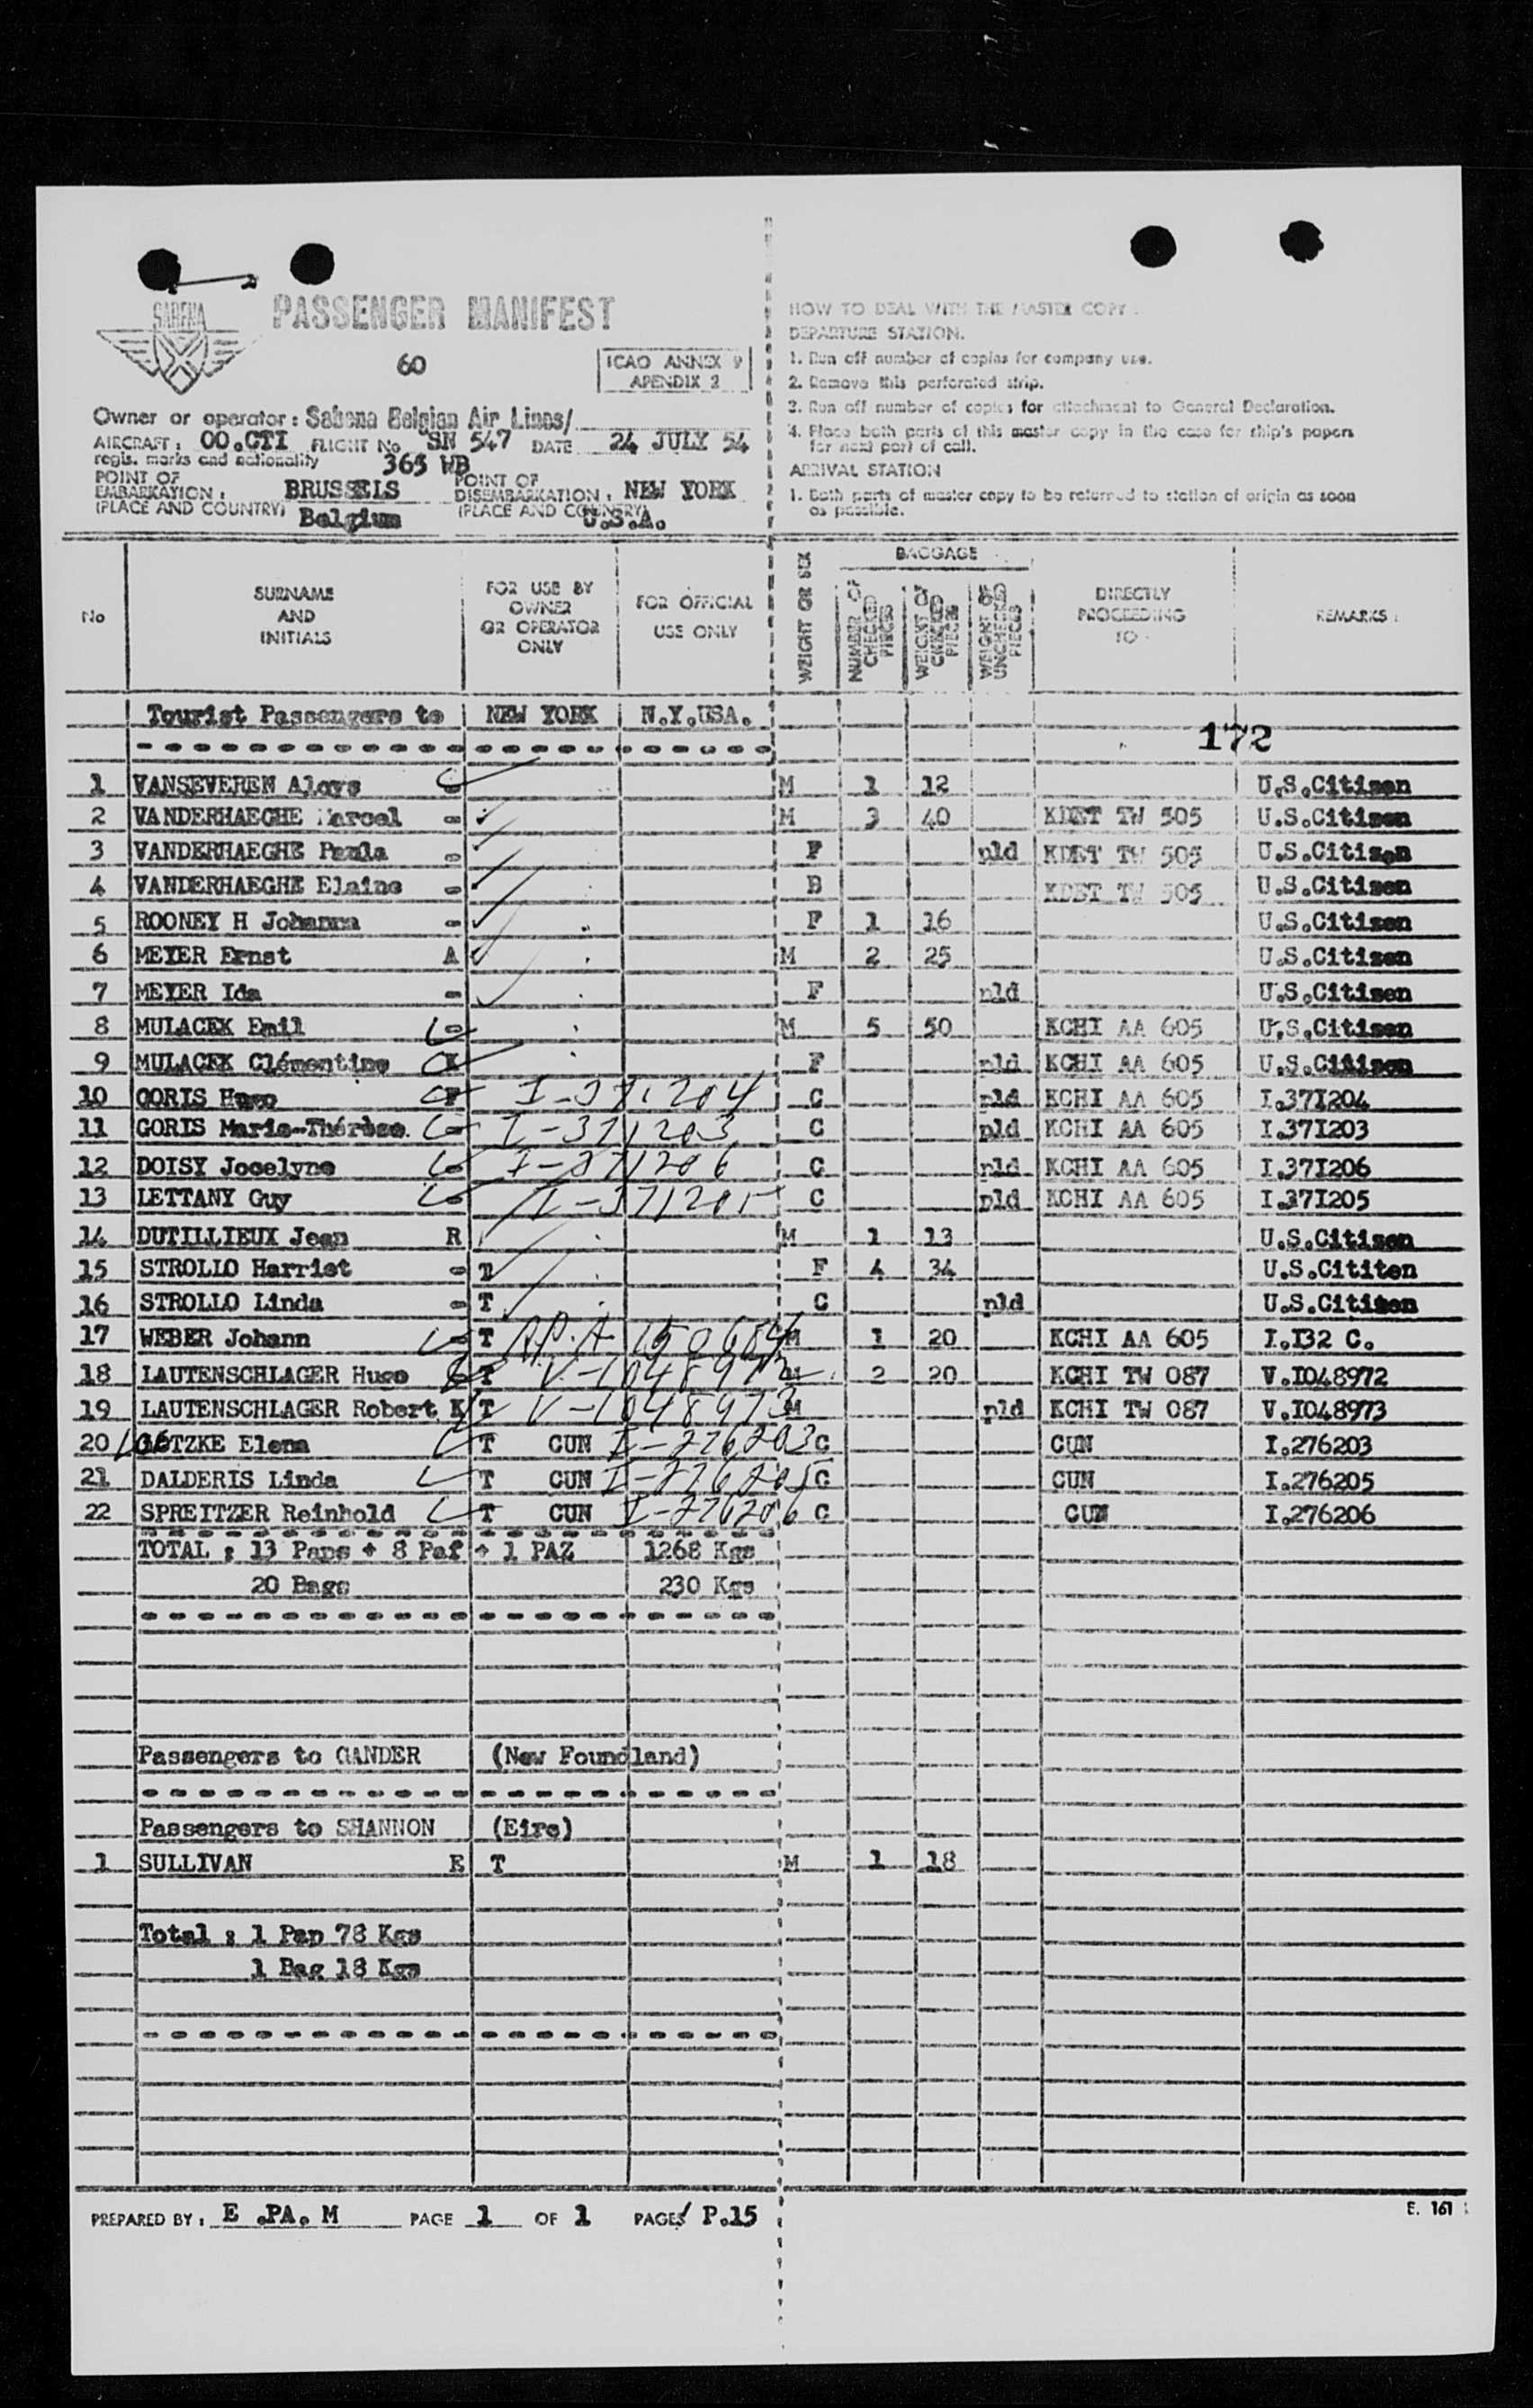 SABENA
PASSENGER MANIFEST
60
ICAO ANNEX 9
APENDIX 2
Owner or operator : Sabena Belgian Air Lines/
AIRCRAFT : OO.CTI FLIGHT No SN 547 DATE 24 JULY 54
regis. marks and nationality 365 WB
POINT OF EMBARKATION : BRUSSELS POINT OF DISEMBARKATION : NEW YORK
(PLACE AND COUNTRY) Belgium (PLACE AND COUNTRY) U.S.A.
HOW TO DEAL WITH THE MASTER COPY :
DEPARTURE STATION.
1. Run off number of copies for company use.
2. Remove this perforated strip.
3. Run off number of copies for attachment to General Declaration.
4. Place both parts of this master copy in the case for ship's papers
for next port of call.
ARRIVAL STATION
1. Both parts of master copy to be returned to station of origin as soon
as possible.
No
SURNAME AND INITIALS
FOR USE BY OWNER OR OPERATOR ONLY
FOR OFFICIAL USE ONLY
WEIGHT OR SEX
BAGGAGE
NUMBER OF CHECKED PIECES
WEIGHT OF CHECKED PIECES
WEIGHT OF UNCHECKED PIECES
DIRECTLY PROCEEDING TO
REMARKS :
Tourist Passengers to NEW YORK N.Y.USA.
172
1 VANSEVEREN Aloys - M 1 12 U.S.Citizen
2 VANDERHAEGHE Marcel - M 3 40 KDET TW 505 U.S.Citizen
3 VANDERHAEGHE Paula - F pld KDET TW 505 U.S.Citizen
4 VANDERHAEGHE Elaine - B KDET TW 505 U.S.Citizen
5 ROONEY H Johanna - F 1 16 U.S.Citizen
6 MEYER Ernst A M 2 25 U.S.Citizen
7 MEYER Ida - F pld U.S.Citizen
8 MULACEK Emil - M 5 50 KCHI AA 605 U.S.Citizen
9 MULACEK Clémentine K F pld KCHI AA 605 U.S.Citizen
10 GORIS Hugo F I-371204 C pld KCHI AA 605 I.37I204
11 GORIS Marie-Thérèse - I-371203 C pld KCHI AA 605 I.37I203
12 DOISY Jocelyne - I-371206 C pld KCHI AA 605 I.37I206
13 LETTANY Guy - I-371205 C pld KCHI AA 605 I.37I205
14 DUTILLIEUX Jean R M 1 13 U.S.Citizen
15 STROLLO Harriet - T F 4 34 U.S.Cititen
16 STROLLO Linda - T C pld U.S.Citizen
17 WEBER Johann - T M 1 20 KCHI AA 605 I.I32 C.
18 LAUTENSCHLAGER Hugo T V-1048972 M 2 20 KCHI TW 087 V.I048972
19 LAUTENSCHLAGER Robert K T V-1048973 M pld KCHI TW 087 V.I048973
20 GOTZKE Elena T CUN I-276203 C CUN I.276203
21 DALDERIS Linda T CUN I-276205 C CUN I.276205
22 SPREITZER Reinhold T CUN I-276206 C CUN I.276206
TOTAL : 13 Paps + 8 Paf + 1 PAZ 1268 Kgs
20 Bags 230 Kgs
Passengers to GANDER (New Foundland)
Passengers to SHANNON (Eire)
1 SULLIVAN E T M 1 18
Total : 1 Pap 78 Kgs
1 Bag 18 Kgs
PREPARED BY : E .PA. M PAGE 1 OF 1 PAGES/ P.15
E. 161